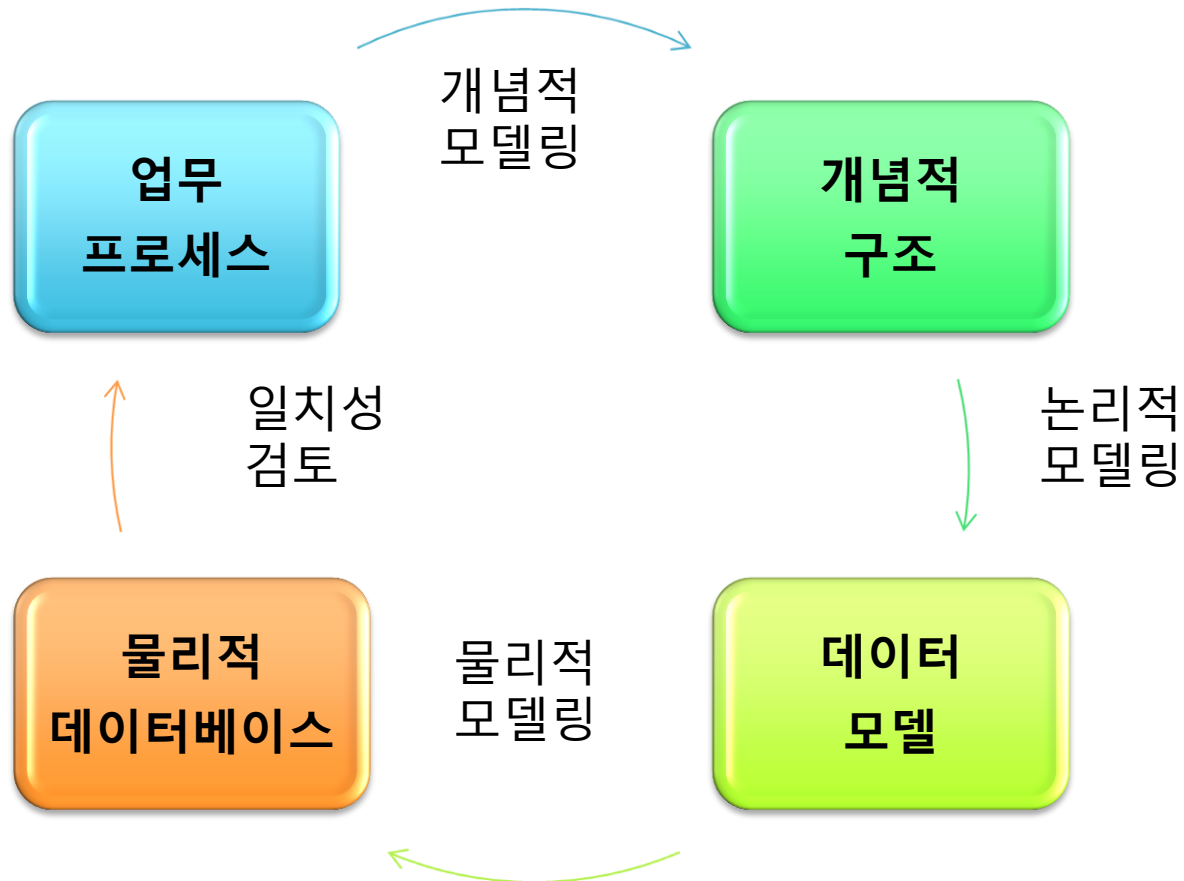 개념적
모델링
업무
프로세스
개념적
구조
일치성
검토
논리적
모델링
물리적
데이터베이스
물리적
모델링
데이터
모델